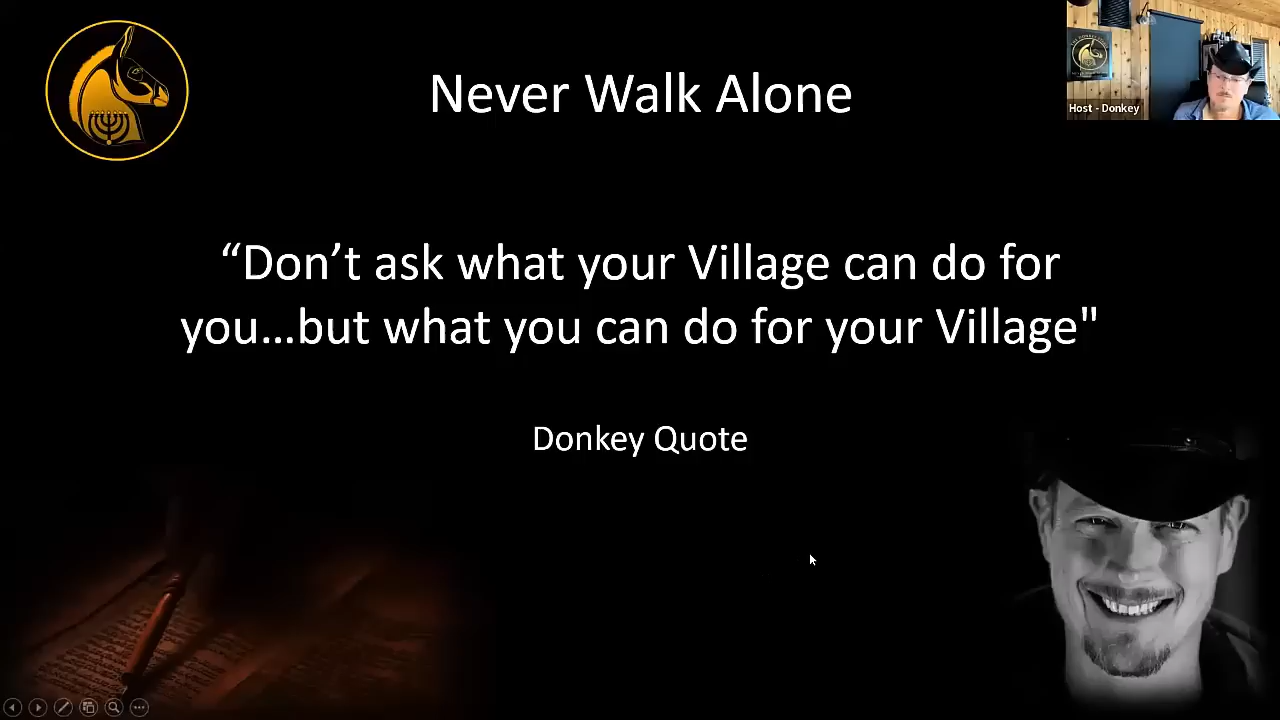 Never Walk Alone
Host - Donkey
“Don’t ask what your Village can do for
you...but what you can do for your Village"
Donkey Quote